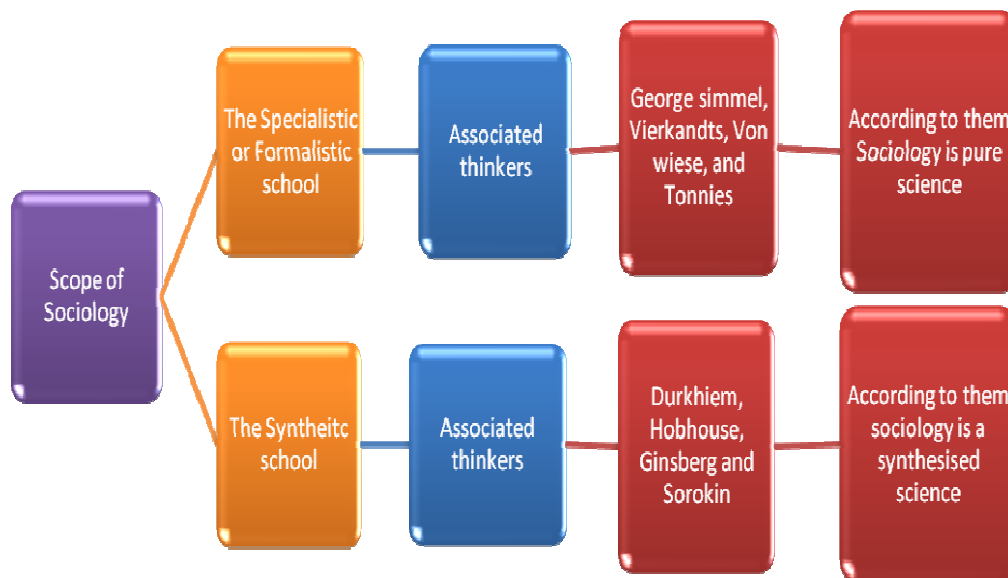 Scope of
Sociology
The Specialistic
or Formalistic
school
Associated
thinkers
George simmel,
Vierkandts, Von
wiese, and
Tonnies
According to them
Sociology is pure
science
The Syntheitc
school
Associated
thinkers
Durkhiem,
Hobhouse,
Ginsberg and
Sorokin
According to them
sociology is a
synthesised
science